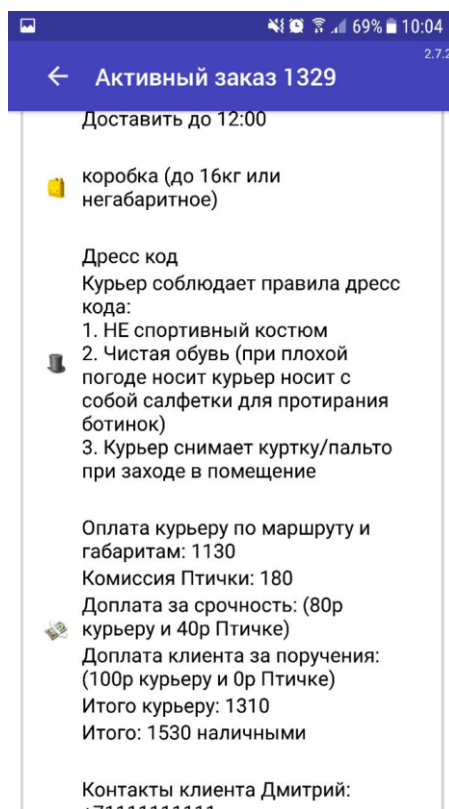 69% 10:04
2.7.2
Активный заказ 1329
Доставить до 12:00
коробка (до 16кг или
негабаритное)
Дресс код
Курьер соблюдает правила дресс
кода:
1. НЕ спортивный костюм
2. Чистая обувь (при плохой
погоде носит курьер носит с
собой салфетки для протирания
ботинок)
3. Курьер снимает куртку/пальто
при заходе в помещение
Оплата курьеру по маршруту и
габаритам: 1130
Комиссия Птички: 180
Доплата за срочность: (80р
курьеру и 40р Птичке)
Доплата клиента за поручения:
(100р курьеру и 0р Птичке)
Итого курьеру: 1310
Итого: 1530 наличными
Контакты клиента Дмитрий:
+71111111111